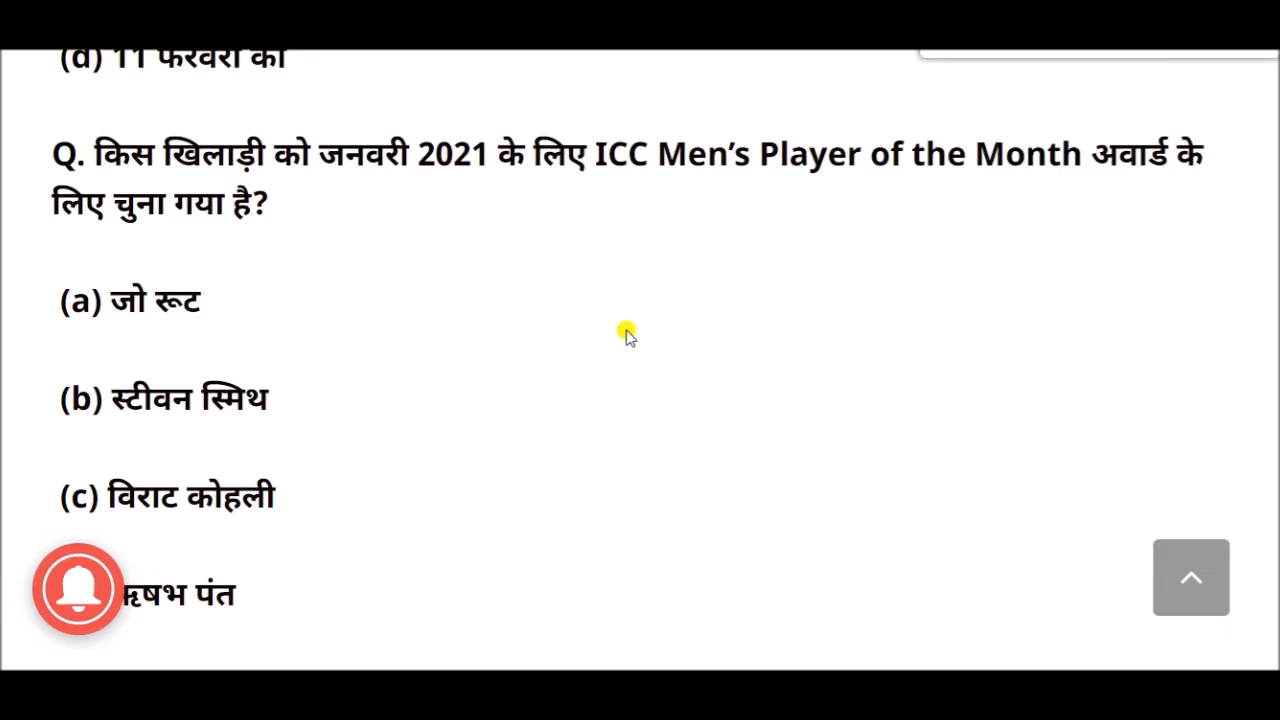 (d) 11 फरवरी को
Q. किस खिलाड़ी को जनवरी 2021 के लिए ICC Men’s Player of the Month अवार्ड के
लिए चुना गया है?
(a) जो रूट
(b) स्टीवन स्मिथ
(c) विराट कोहली
ऋषभ पंत